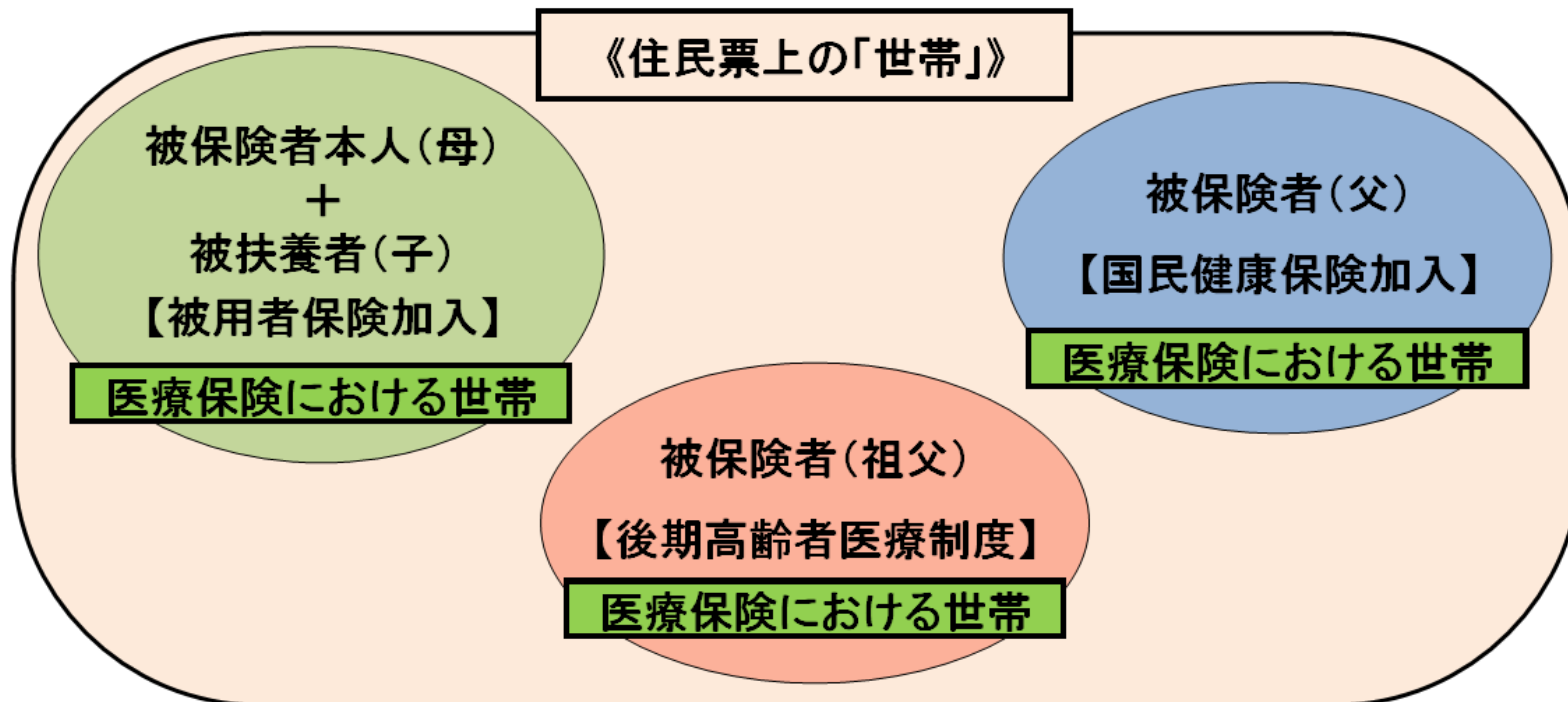 《住民票上の「世帯」》
被保険者本人(母)
+
被扶養者(子)
【被用者保険加入】
医療保険における世帯
被保険者(父)
【国民健康保険加入】
医療保険における世帯
被保険者(祖父)
【後期高齢者医療制度】
医療保険における世帯